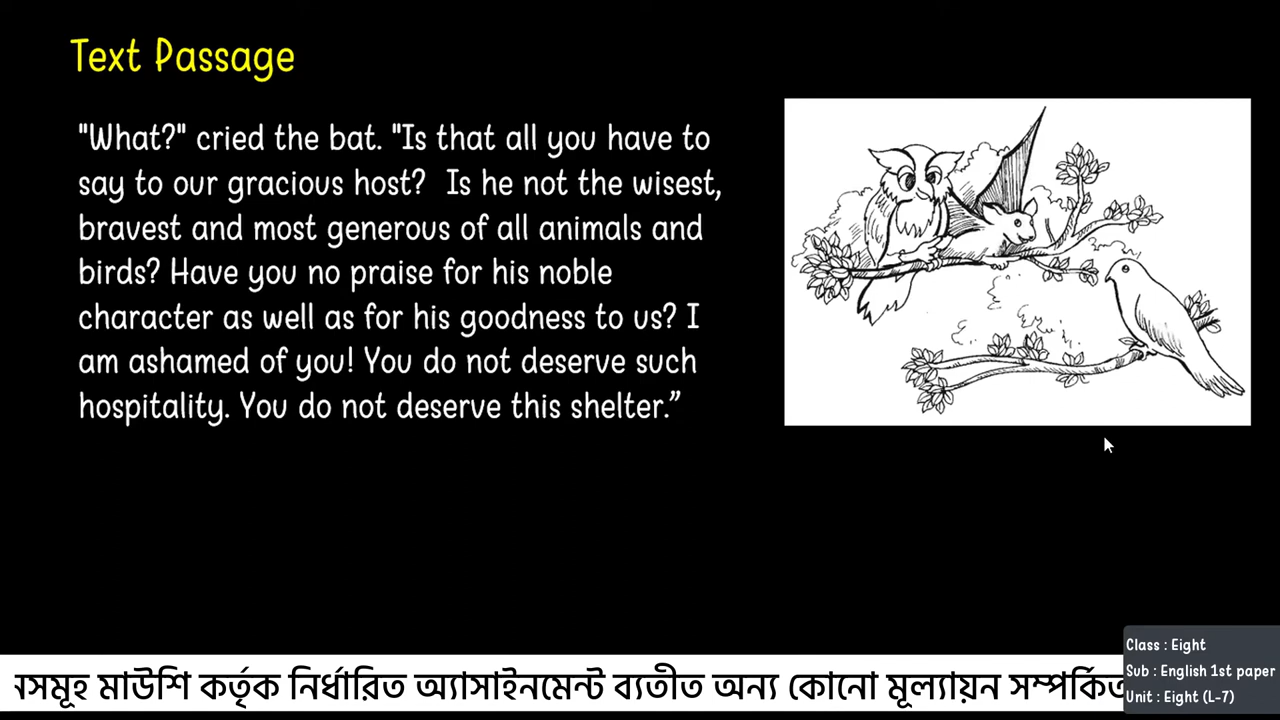 Text Passage
"What?" cried the bat. "Is that all you have to
say to our gracious host? Is he not the wisest,
bravest and most generous of all animals and
birds? Have you no praise for his noble
character as well as for his goodness to us? I
am ashamed of you! You do not deserve such
hospitality. You do not deserve this shelter.”
মাউশি কর্তৃক নির্ধারিত অ্যাসাইনমেন্ট ব্যতীত অন্য কোনো মূল্যায়ন
Class : Eight
Sub : English 1st paper
Unit : Eight (L-7)